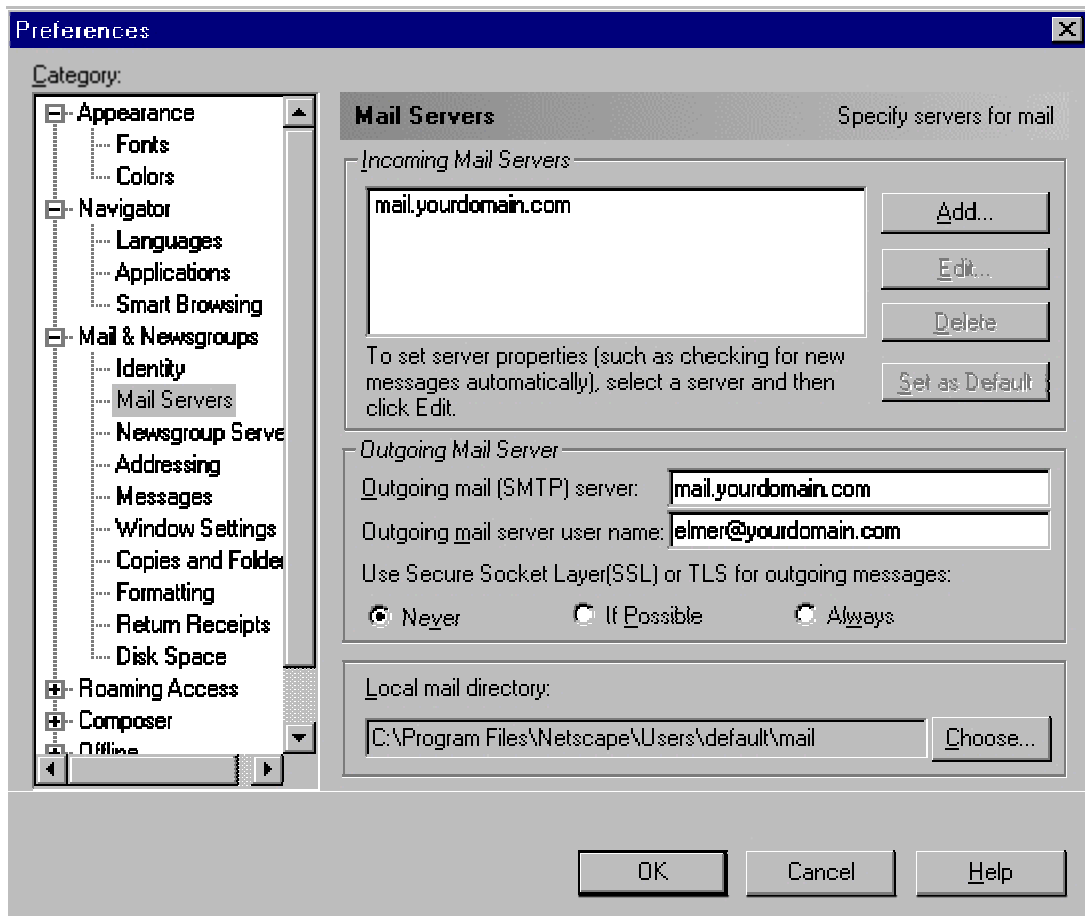 Preferences
Category:
Appearance
Fonts
Colors
Navigator
Languages
Applications
Smart Browsing
Mail & Newsgroups
Identity
Mail Servers
Newsgroup Serve
Addressing
Messages
Window Settings
Copies and Folder
Formatting
Return Receipts
Disk Space
Roaming Access
Composer
Offline
Mail Servers Specify servers for mail
Incoming Mail Servers
mail.yourdomain.com
Add...
Edit...
Delete
Set as Default
To set server properties (such as checking for new
messages automatically), select a server and then
click Edit.
Outgoing Mail Server
Outgoing mail (SMTP) server: mail.yourdomain.com
Outgoing mail server user name: elmer@yourdomain.com
Use Secure Socket Layer(SSL) or TLS for outgoing messages:
Never If Possible Always
Local mail directory:
C:\Program Files\Netscape\Users\default\mail Choose...
OK Cancel Help